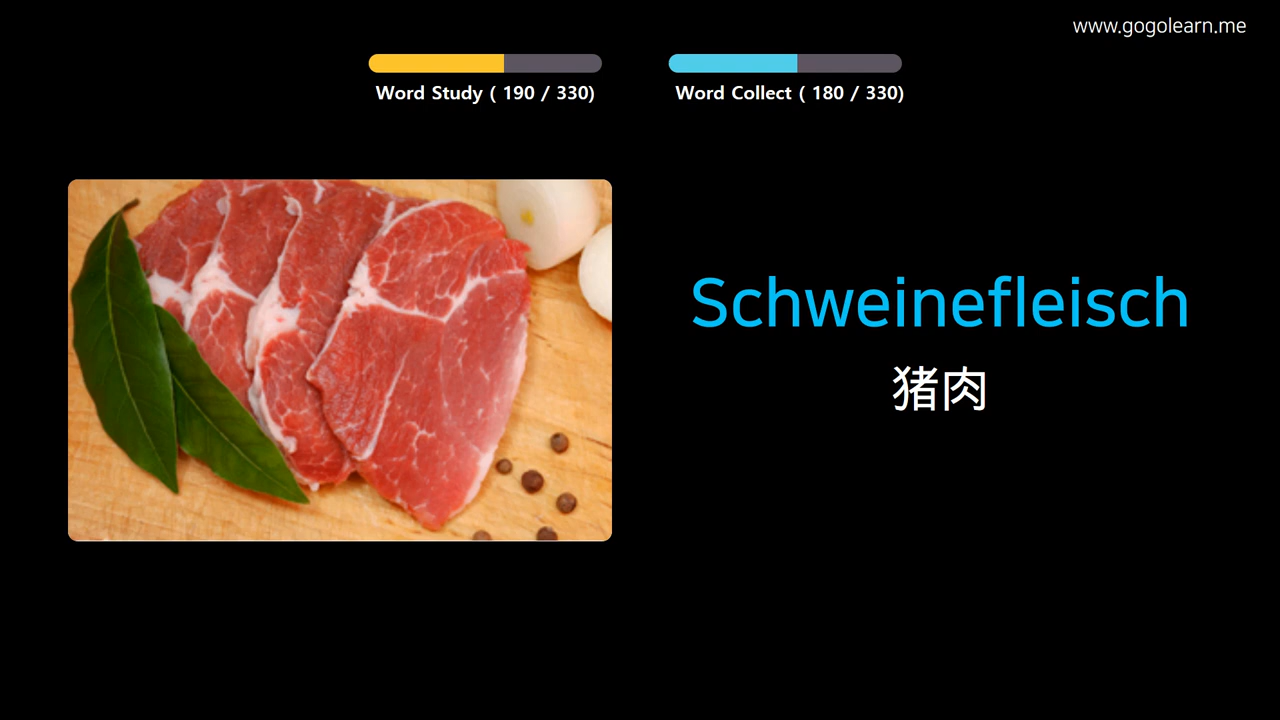 www.gogolearn.me
Word Study ( 190 / 330)
Word Collect ( 180 / 330)
Schweinefleisch
猪肉